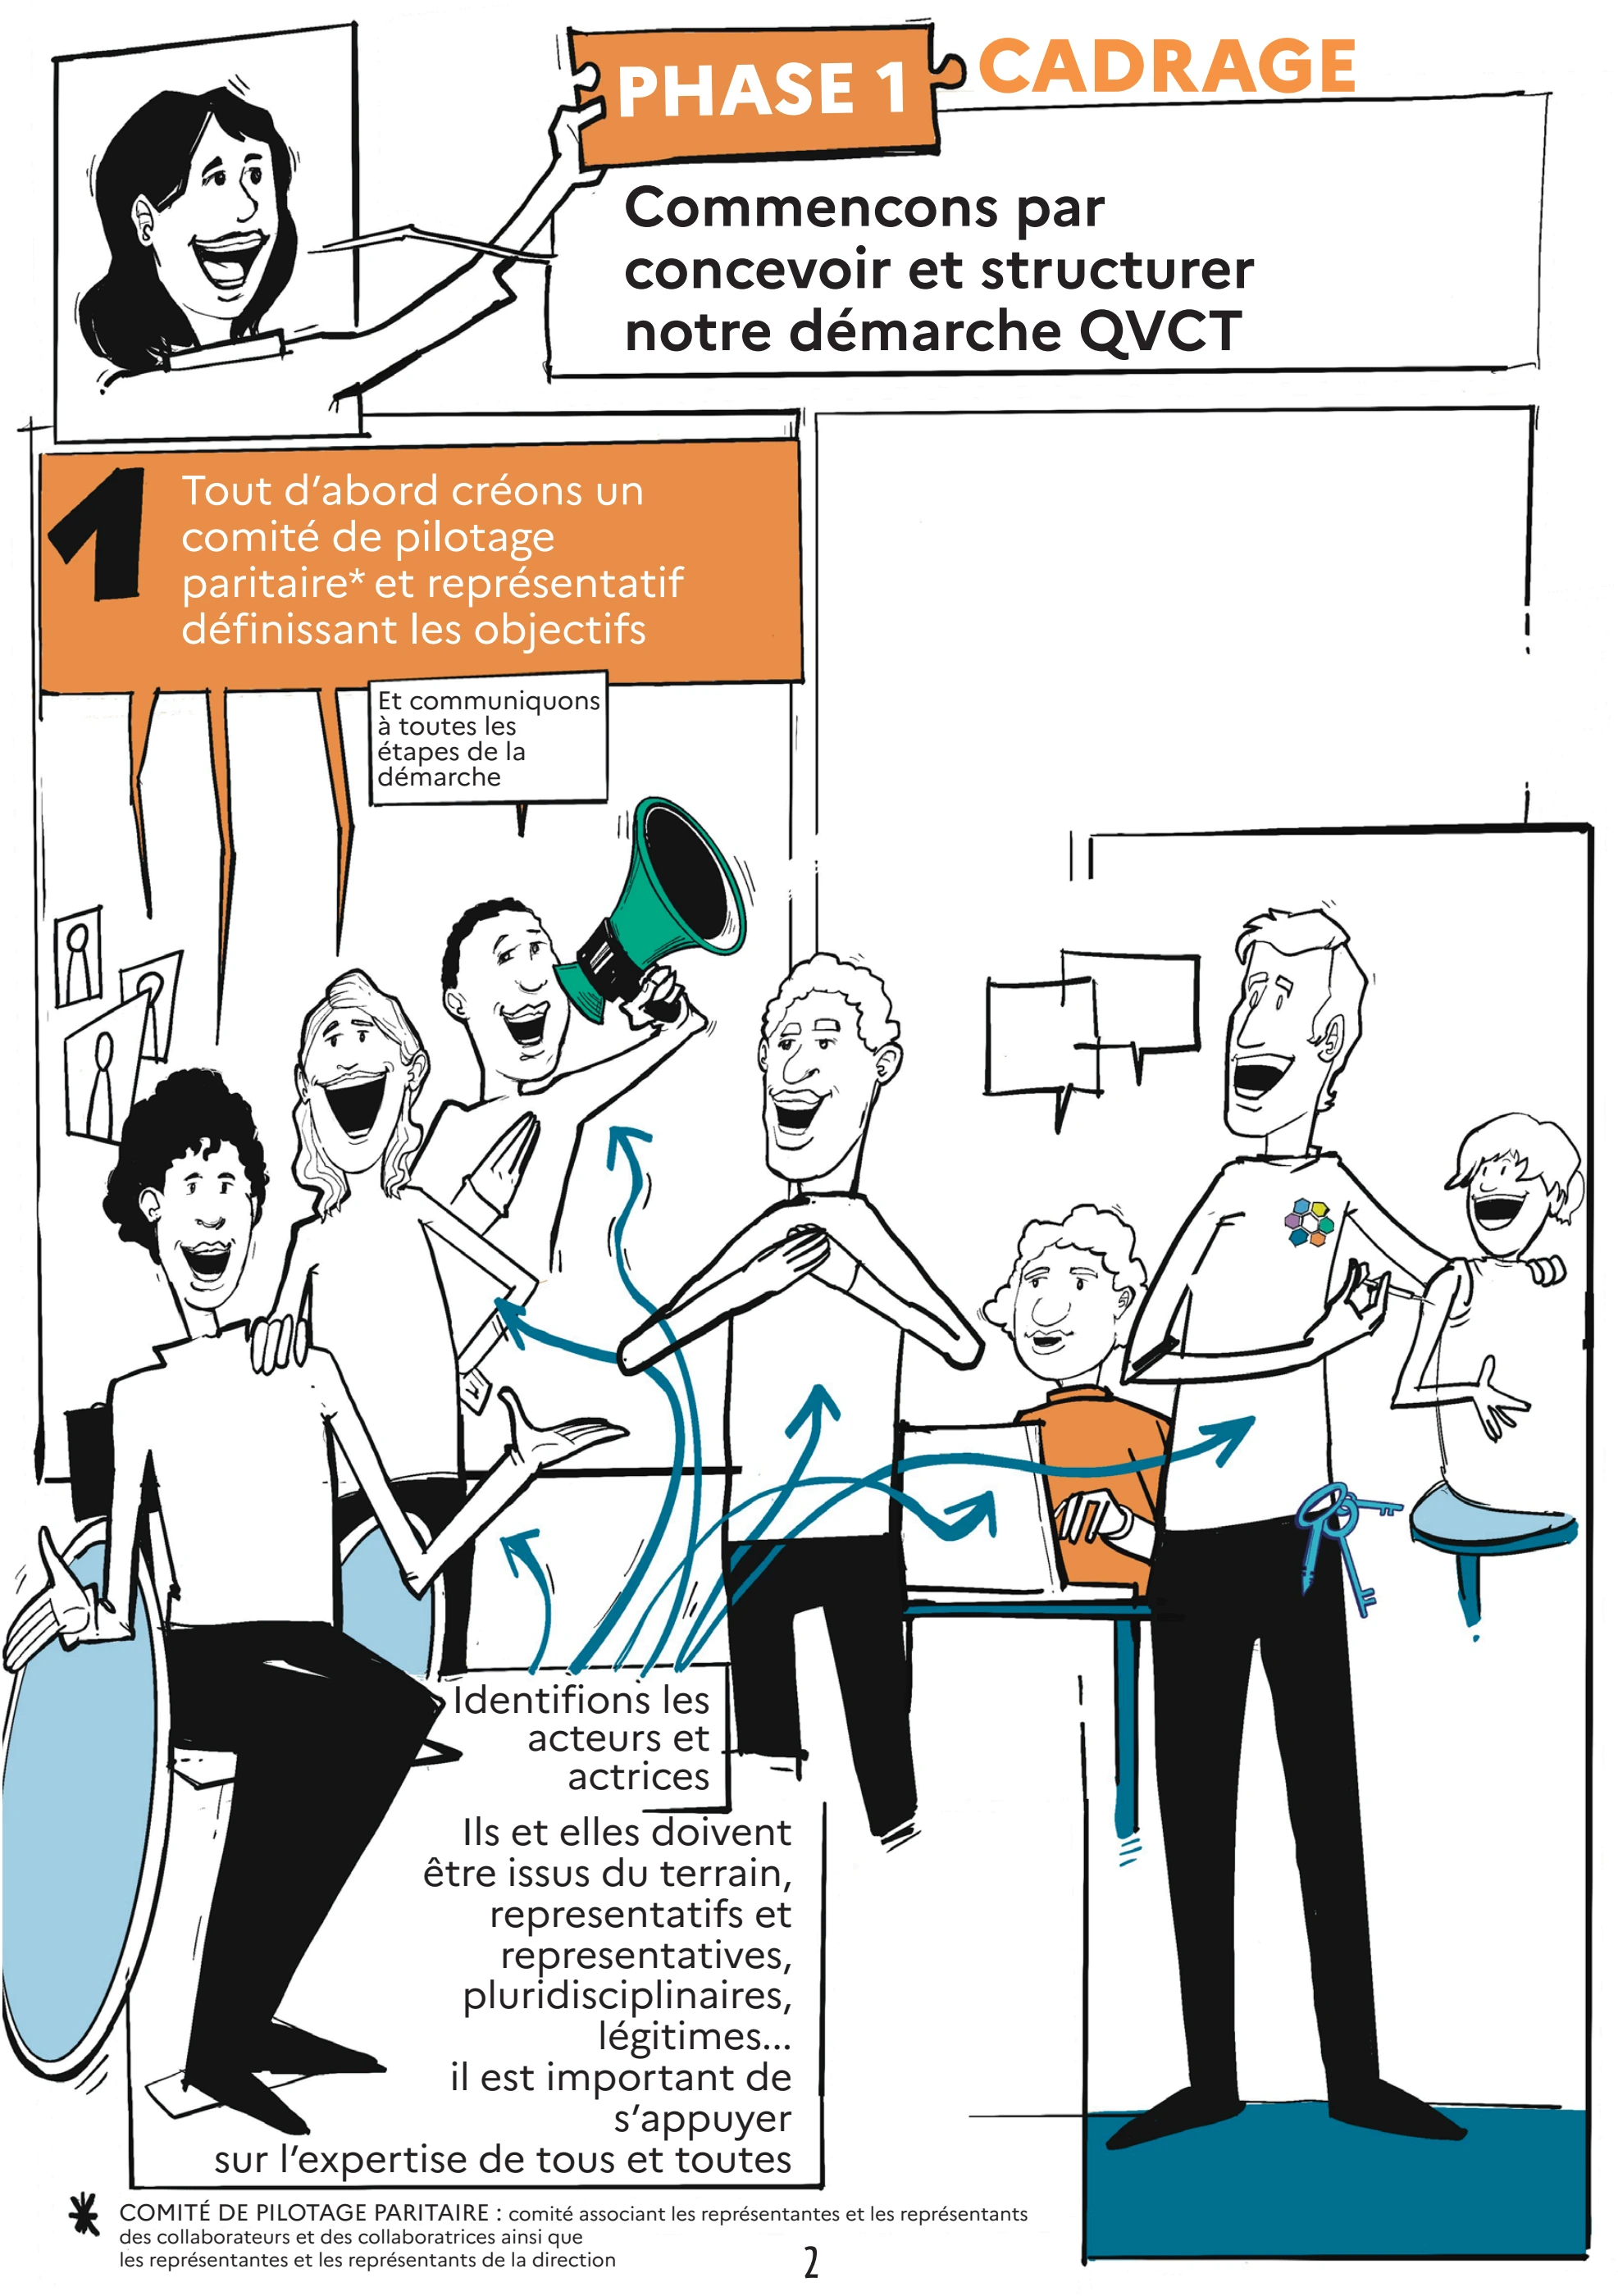 PHASE 1
CADRAGE
Commencons par
concevoir et structurer
notre démarche QVCT
1
Tout d’abord créons un
comité de pilotage
paritaire* et représentatif
définissant les objectifs
Et communiquons
à toutes les
étapes de la
démarche
Identifions les
acteurs et
actrices
Ils et elles doivent
être issus du terrain,
representatifs et
representatives,
pluridisciplinaires,
légitimes...
il est important de
s’appuyer
sur l’expertise de tous et toutes
* COMITÉ DE PILOTAGE PARITAIRE : comité associant les représentantes et les représentants
des collaborateurs et des collaboratrices ainsi que
les représentantes et les représentants de la direction
2